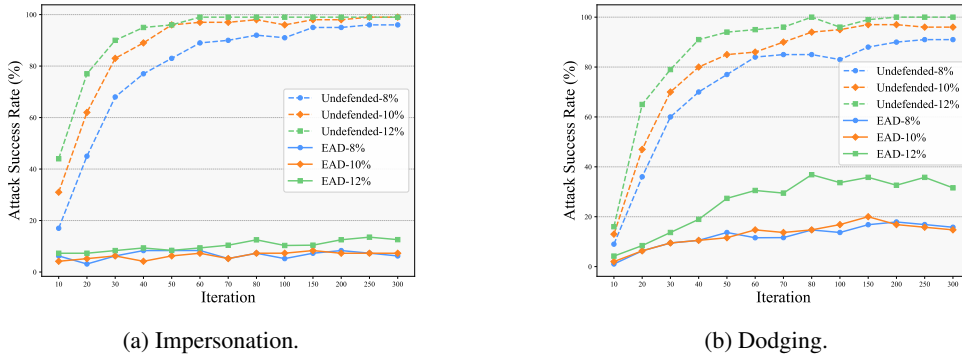 100
80
60
40
20
0
Attack Success Rate (%)
Undefended-8%
Undefended-10%
Undefended-12%
EAD-8%
EAD-10%
EAD-12%
10 20 30 40 50 60 70 80 100 150 200 250 300
Iteration
(a) Impersonation.
100
80
60
40
20
0
Attack Success Rate (%)
Undefended-8%
Undefended-10%
Undefended-12%
EAD-8%
EAD-10%
EAD-12%
10 20 30 40 50 60 70 80 100 150 200 250 300
Iteration
(b) Dodging.